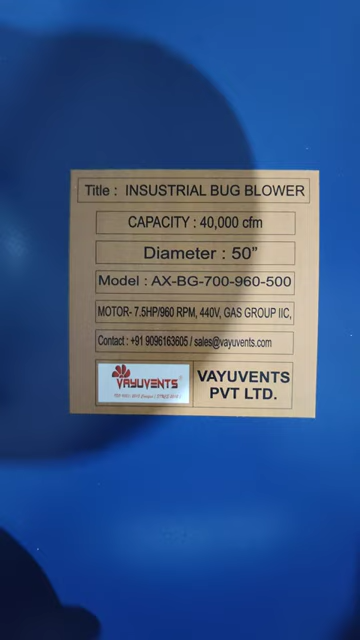 Title : INSUSTRIAL BUG BLOWER
CAPACITY : 40,000 cfm
Diameter : 50”
Model : AX-BG-700-960-500
MOTOR- 7.5HP/960 RPM, 440V, GAS GROUP IIC,
Contact : +91 9096163605 / sales@vayuvents.com
VAYUVENTS
VAYUVENTS
PVT LTD.